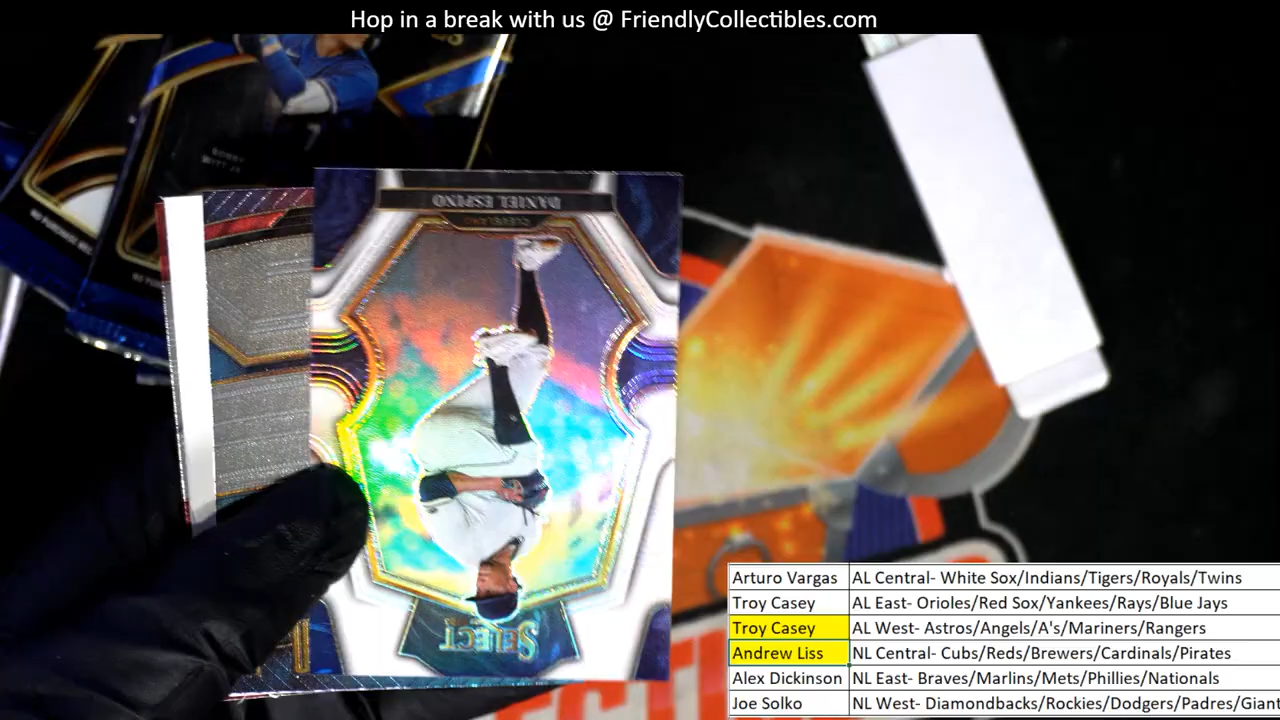 Hop in a break with us @ FriendlyCollectibles.com
DANIEL ESPINO
CLEVELAND
SELECT
Arturo Vargas AL Central- White Sox/Indians/Tigers/Royals/Twins
Troy Casey AL East- Orioles/Red Sox/Yankees/Rays/Blue Jays
Troy Casey AL West- Astros/Angels/A's/Mariners/Rangers
Andrew Liss NL Central- Cubs/Reds/Brewers/Cardinals/Pirates
Alex Dickinson NL East- Braves/Marlins/Mets/Phillies/Nationals
Joe Solko NL West- Diamondbacks/Rockies/Dodgers/Padres/Giant